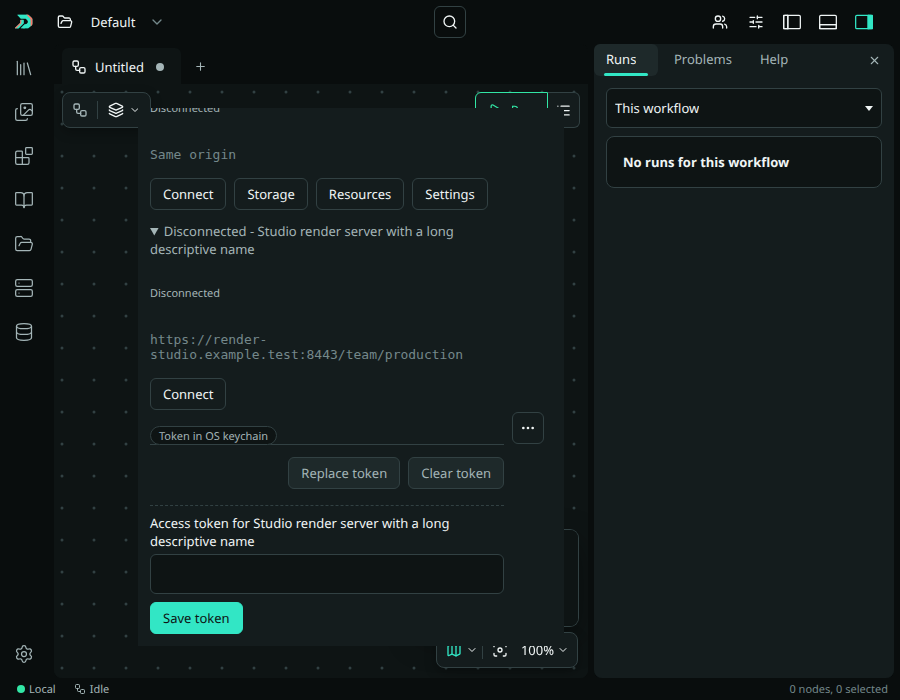 Default
Untitled
Runs
Problems
Help
This workflow
No runs for this workflow
Disconnected
Same origin
Connect
Storage
Resources
Settings
Disconnected - Studio render server with a long
descriptive name
Disconnected
https://render-
studio.example.test:8443/team/production
Connect
Token in OS keychain
Replace token
Clear token
Access token for Studio render server with a long
descriptive name
Save token
100%
Local
Idle
0 nodes, 0 selected